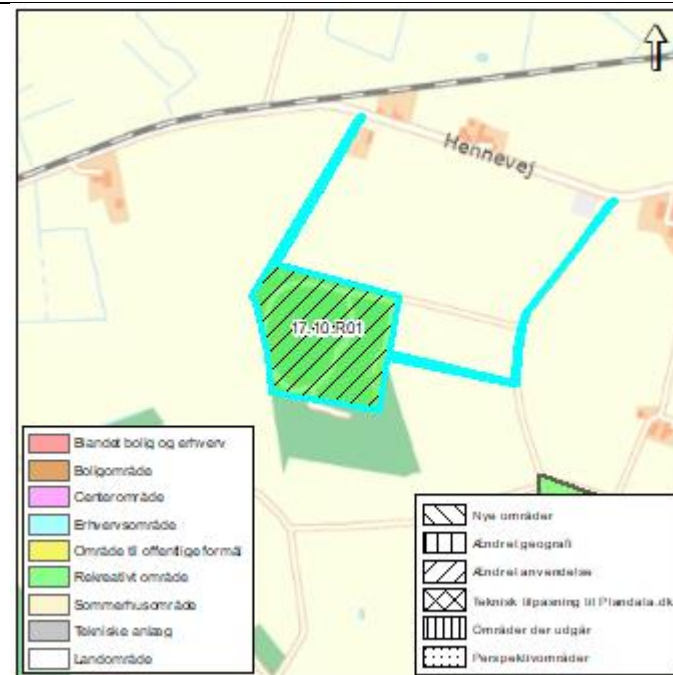 Hennevej
17.10.R01
Blandet bolig og erhverv
Boligområde
Centerområde
Erhvervsområde
Område til offentlige formål
Rekreativt område
Sommerhusområde
Tekniske anlæg
Landområde
Nye områder
Ændret geografi
Ændret anvendelse
Teknisk tilpasning til Plandata.dk
Områder der udgår
Perspektivområder